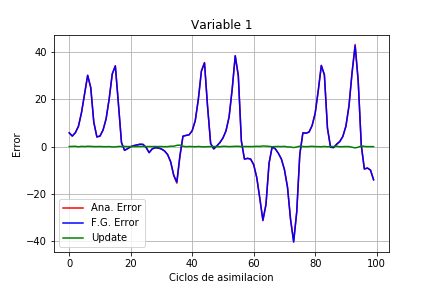 Variable 1
Error
40
20
0
−20
−40
Ana. Error
F.G. Error
Update
0 20 40 60 80 100
Ciclos de asimilacion